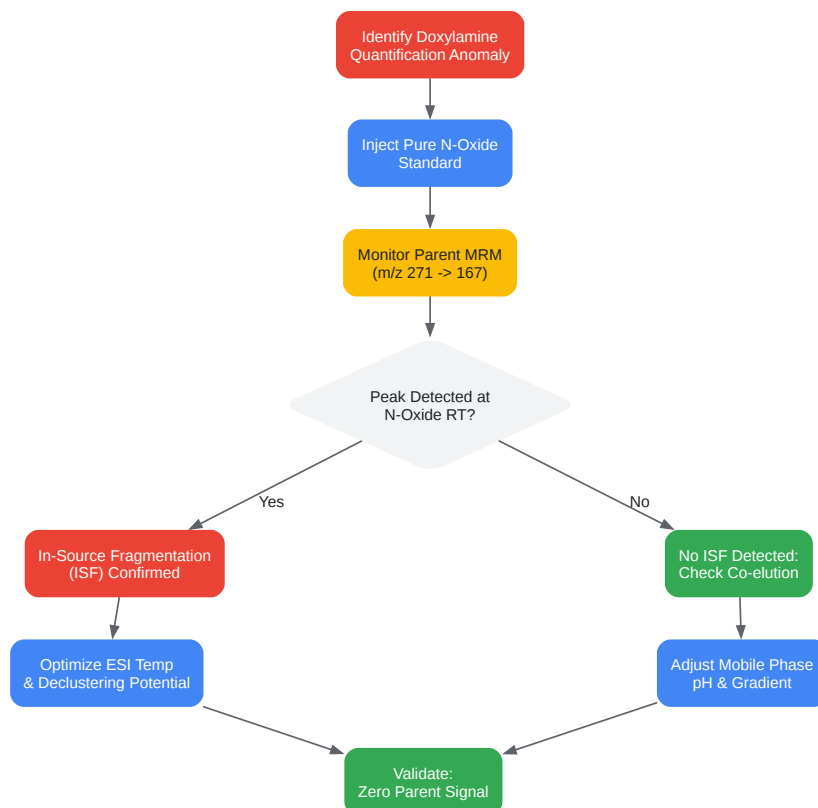 Identify Doxylamine
Quantification Anomaly
Inject Pure N-Oxide
Standard
Monitor Parent MRM
(m/z 271 -> 167)
Peak Detected at
N-Oxide RT?
Yes
No
In-Source Fragmentation
(ISF) Confirmed
No ISF Detected:
Check Co-elution
Optimize ESI Temp
& Declustering Potential
Adjust Mobile Phase
pH & Gradient
Validate:
Zero Parent Signal